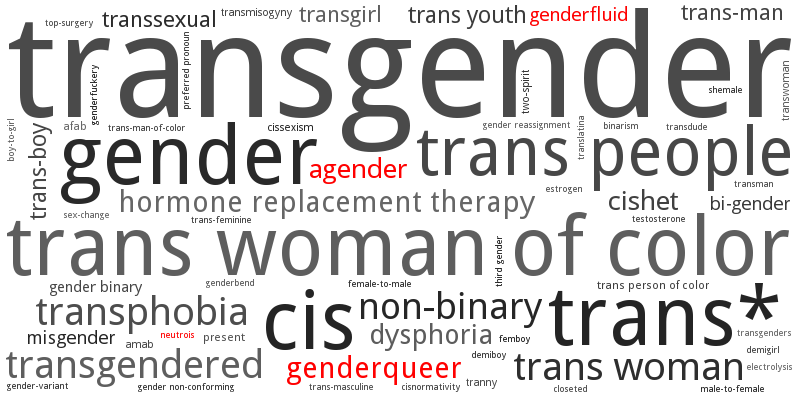 top-surgery
transsexual
transmisogyny
transgirl
trans youth
genderfluid
trans-man
transgender
genderfuckery
preferred pronoun
two-spirit
shemale
transwoman
boy-to-girl
trans-boy
afab
trans-man-of-color
cissexism
gender reassignment
translatina
binarism
transdude
gender
agender
trans people
estrogen
transman
hormone replacement therapy
cishet
bi-gender
sex-change
trans-feminine
testosterone
trans woman of color
third gender
gender binary
genderbend
female-to-male
trans person of color
transphobia
cis
non-binary
trans*
misgender
amab
neutrois
present
dysphoria
femboy
transgenders
demigirl
transgendered
genderqueer
demiboy
trans woman
electrolysis
gender-variant
gender non-conforming
trans-masculine
cisnormativity
tranny
closeted
male-to-female